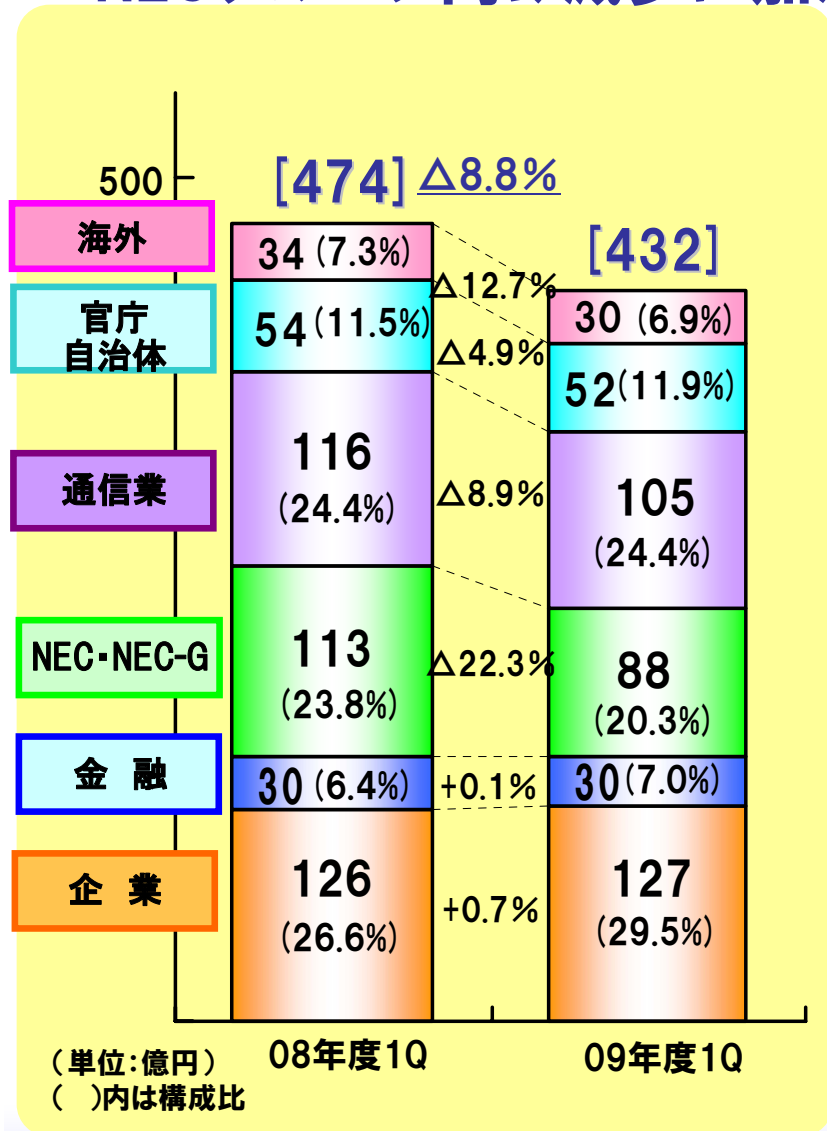 500
[474] △8.8%
[432]
海外
34 (7.3%)
△12.7%
30 (6.9%)
官庁
自治体
54 (11.5%)
△4.9%
52(11.9%)
通信業
116
(24.4%)
△8.9%
105
(24.4%)
NEC・NEC-G
113
(23.8%)
△22.3%
88
(20.3%)
金 融
30 (6.4%)
+0.1%
30(7.0%)
企 業
126
(26.6%)
+0.7%
127
(29.5%)
08年度1Q
09年度1Q
(単位:億円)
( )内は構成比